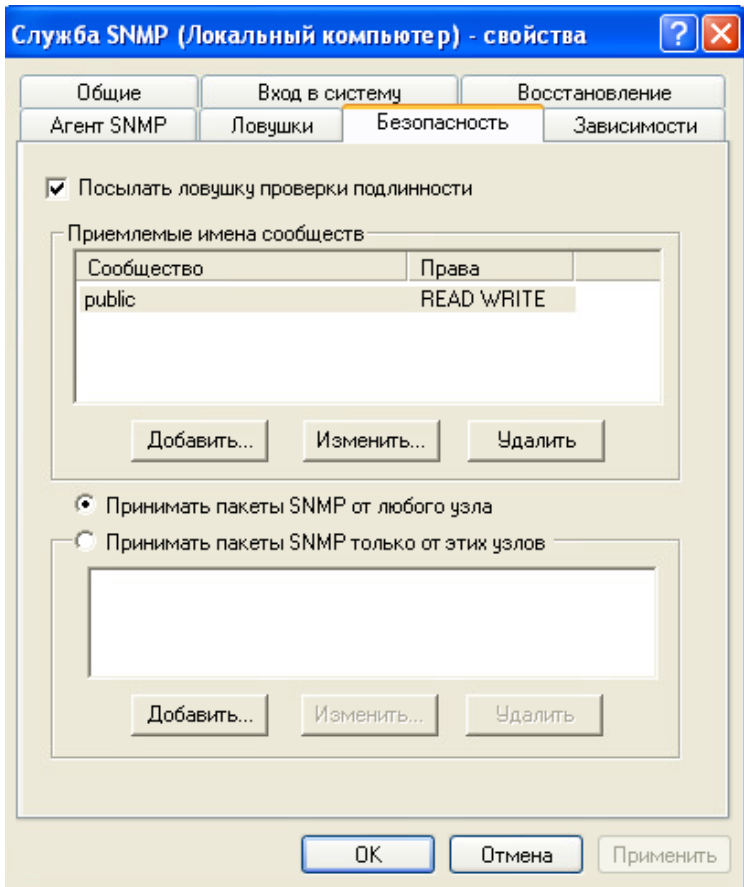 Служба SNMP (Локальный компьютер) - свойства
Общие Вход в систему Восстановление
Агент SNMP Ловушки Безопасность Зависимости
Посылать ловушку проверки подлинности
Приемлемые имена сообществ
Сообщество Права
public READ WRITE
Добавить... Изменить... Удалить
Принимать пакеты SNMP от любого узла
Принимать пакеты SNMP только от этих узлов
Добавить... Изменить... Удалить
OK Отмена Применить